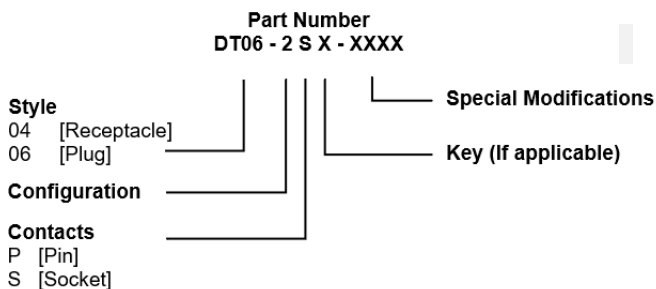 Part Number
DT06 - 2 S X - XXXX
Style
04 [Receptacle]
06 [Plug]
Configuration
Contacts
P [Pin]
S [Socket]
Special Modifications
Key (If applicable)